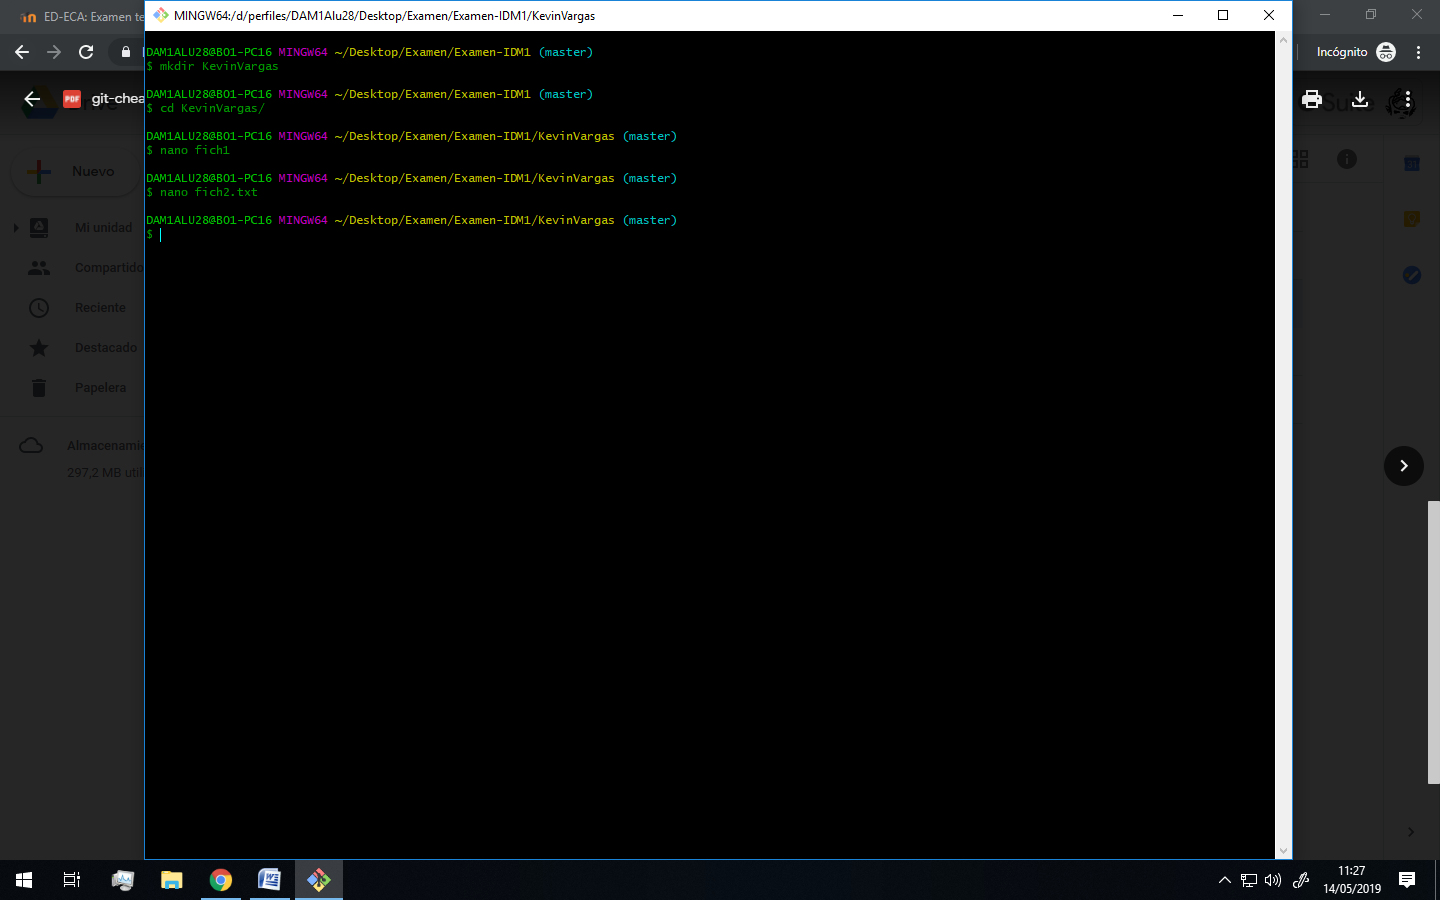 ED-ECA: Examen te
MINGW64:/d/perfiles/DAM1Alu28/Desktop/Examen/Examen-IDM1/KevinVargas
Incógnito
PDF git-chea
DAM1ALU28@B01-PC16 MINGW64 ~/Desktop/Examen/Examen-IDM1 (master)
$ mkdir KevinVargas
DAM1ALU28@B01-PC16 MINGW64 ~/Desktop/Examen/Examen-IDM1 (master)
$ cd KevinVargas/
DAM1ALU28@B01-PC16 MINGW64 ~/Desktop/Examen/Examen-IDM1/KevinVargas (master)
$ nano fich1
DAM1ALU28@B01-PC16 MINGW64 ~/Desktop/Examen/Examen-IDM1/KevinVargas (master)
$ nano fich2.txt
DAM1ALU28@B01-PC16 MINGW64 ~/Desktop/Examen/Examen-IDM1/KevinVargas (master)
$
Nuevo
Mi unidad
Compartido
Reciente
Destacado
Papelera
Almacenamie
297,2 MB utili
11:27
14/05/2019